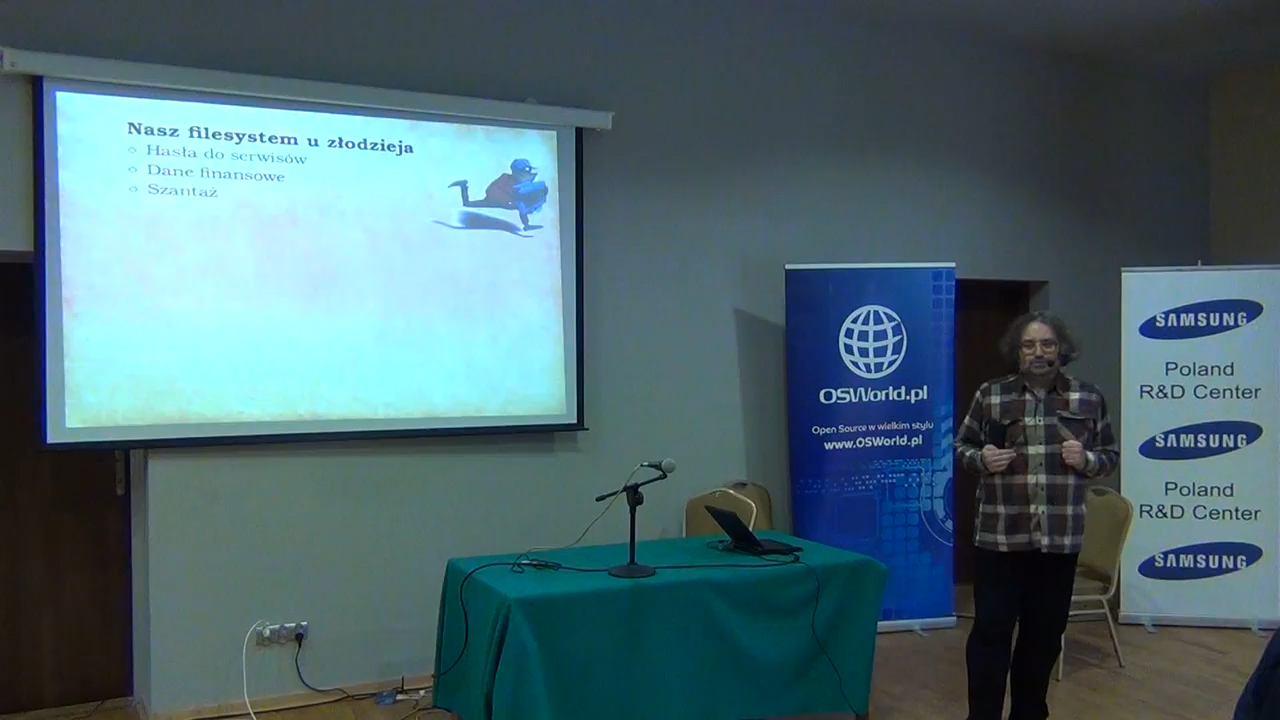 Nasz filesystem u złodzieja
Hasła do serwisów
Dane finansowe
Szantaż
OSWorld.pl
Open Source w wielkim stylu
www.OSWorld.pl
SAMSUNG
Poland
R&D Center
SAMSUNG
Poland
R&D Center
SAMSUNG